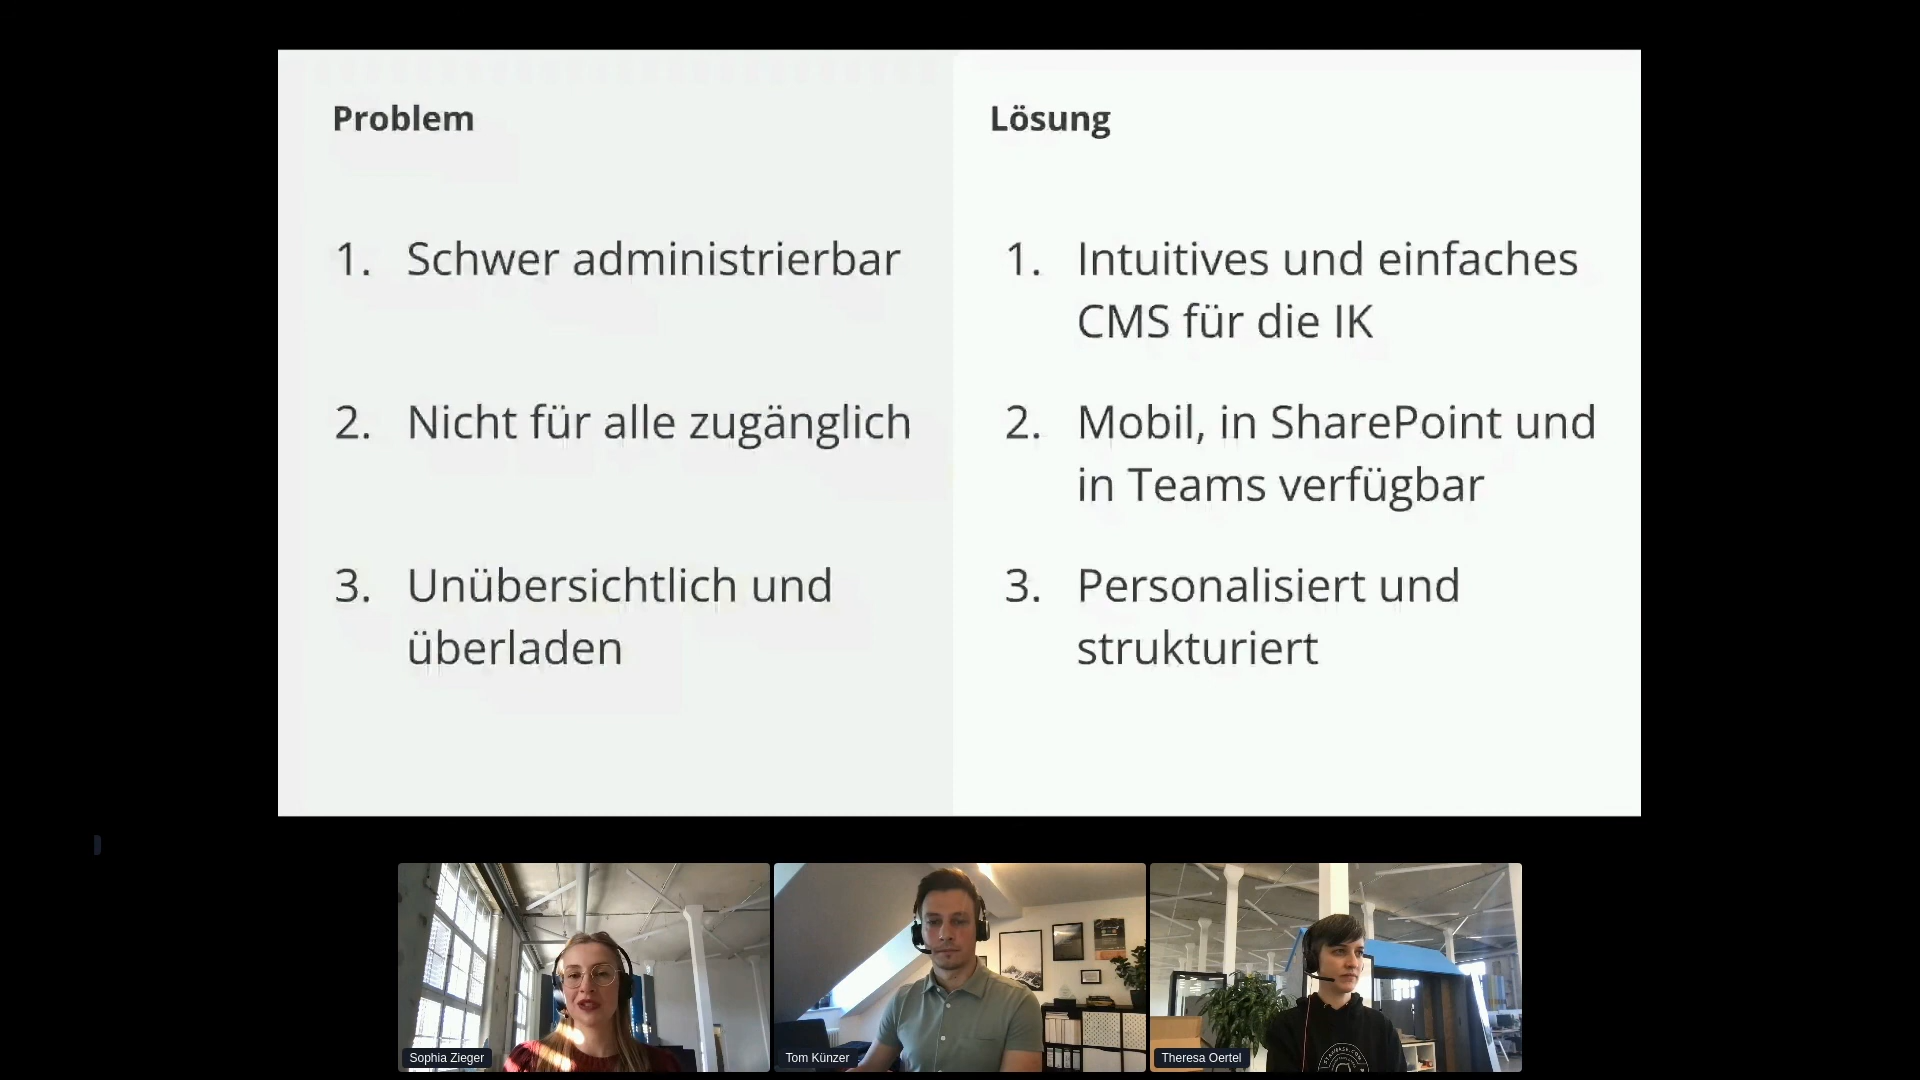 Problem
1. Schwer administrierbar
2. Nicht für alle zugänglich
3. Unübersichtlich und
überladen
Lösung
1. Intuitives und einfaches
CMS für die IK
2. Mobil, in SharePoint und
in Teams verfügbar
3. Personalisiert und
strukturiert
Sophia Zieger
Tom Künzer
Theresa Oertel